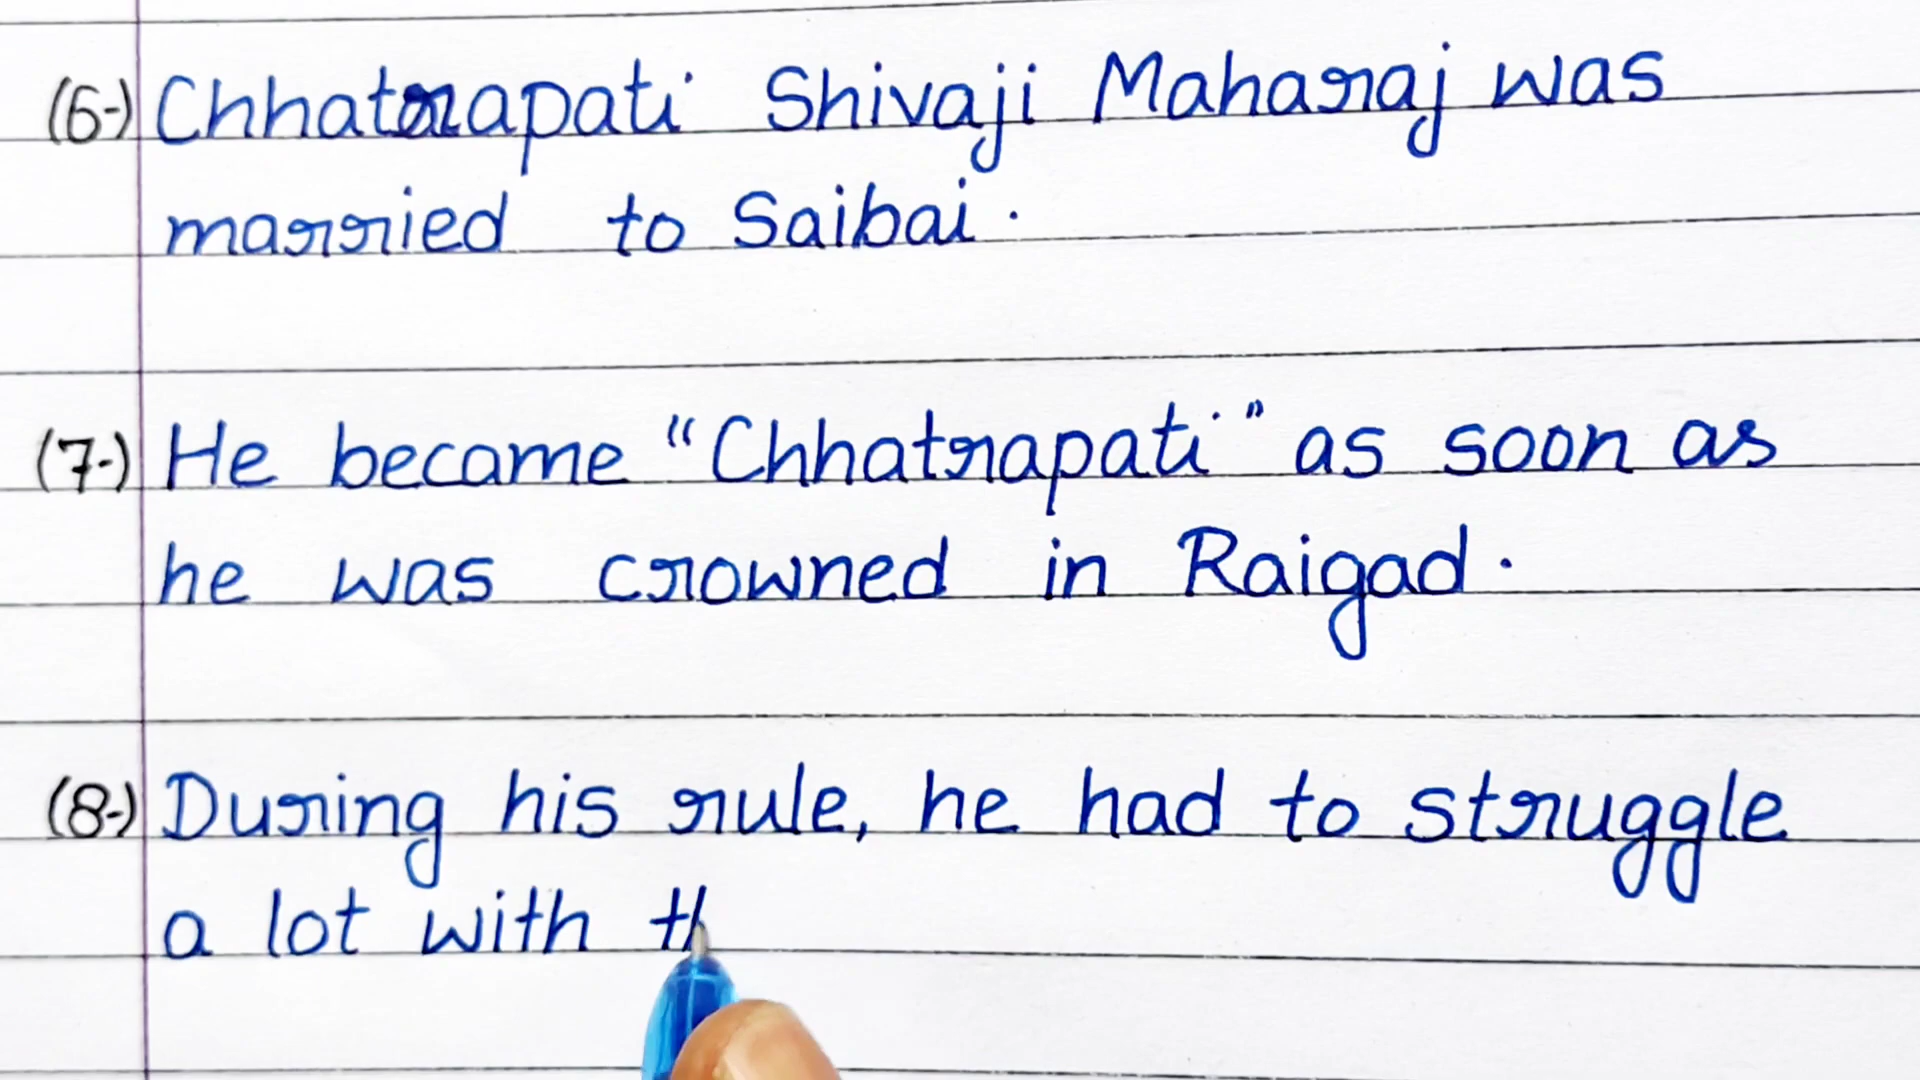 (6-) Chhatrapati Shivaji Maharaj was
married to Saibai.
(7-) He became "Chhatrapati" as soon as
he was crowned in Raigad.
(8-) During his rule, he had to struggle
a lot with th